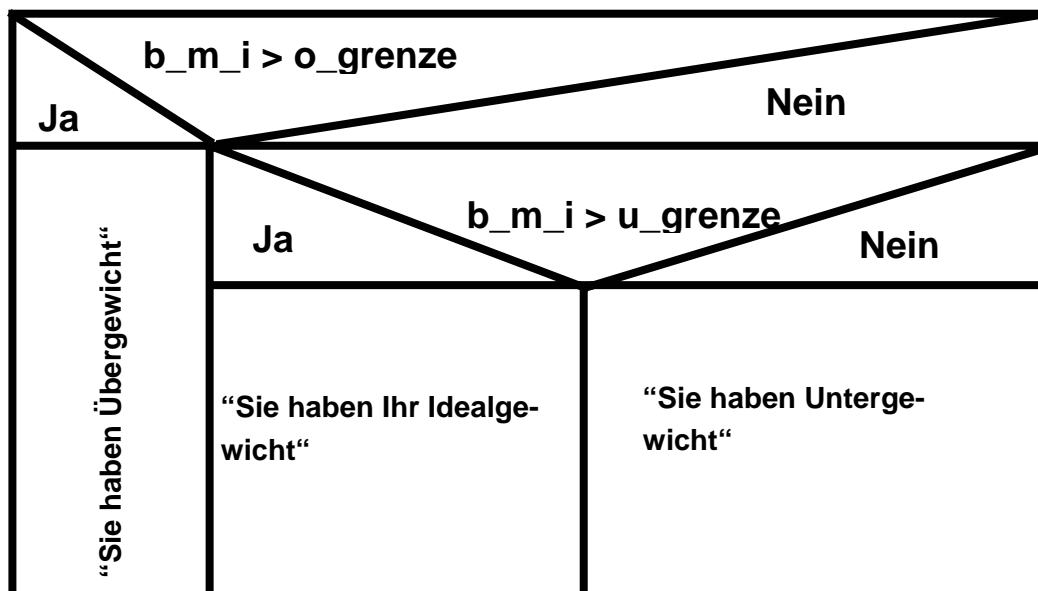 b_m_i > o_grenze
Ja
Nein
b_m_i > u_grenze
Ja
Nein
“Sie haben Übergewicht“
“Sie haben Ihr Idealge-
wicht“
“Sie haben Unterge-
wicht“